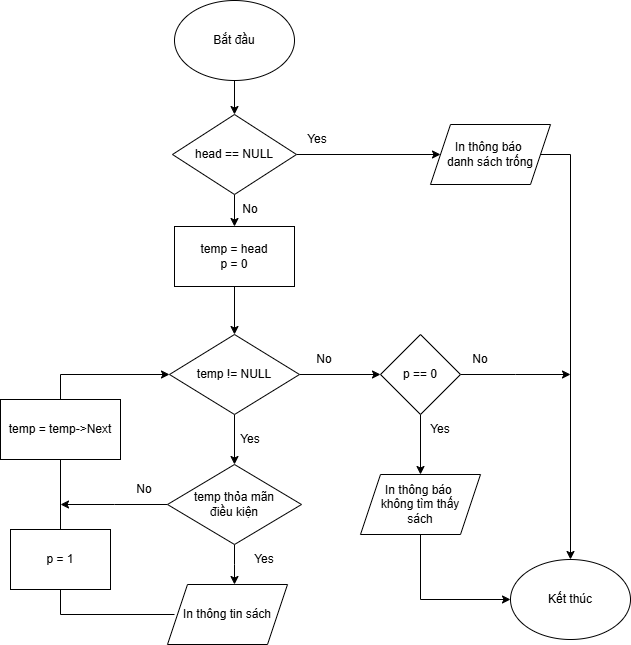 Bắt đầu
head == NULL
Yes
In thông báo
danh sách trống
No
temp = head
p = 0
temp != NULL
No
p == 0
No
temp = temp->Next
Yes
Yes
No
temp thỏa mãn
điều kiện
In thông báo
không tìm thấy
sách
p = 1
Yes
In thông tin sách
Kết thúc